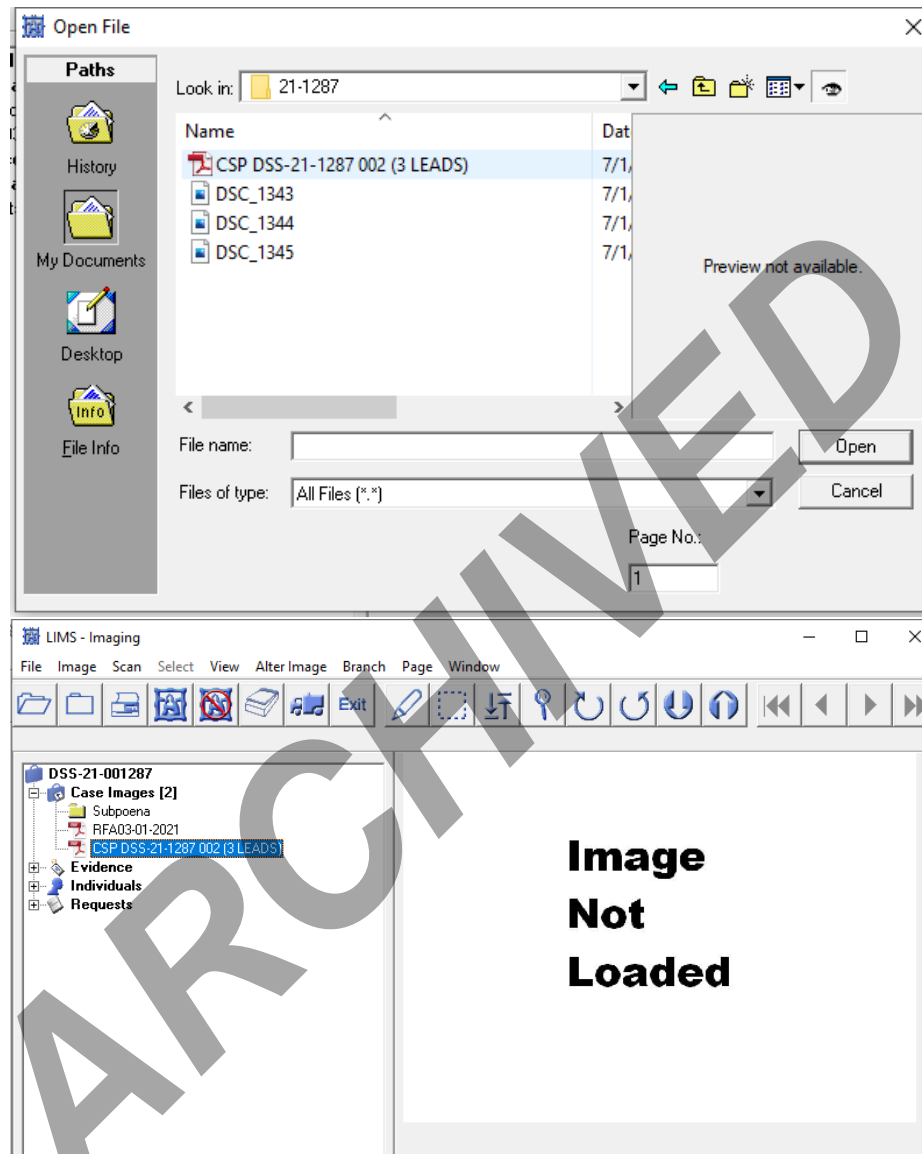 Open File
Paths
Look in: 21-1287
Name Dat
History
CSP DSS-21-1287 002 (3 LEADS) 7/1/
DSC_1343 7/1/
DSC_1344 7/1/
DSC_1345 7/1/
My Documents
Preview not available.
Desktop
Info
File Info
File name:
Open
Files of type: All Files (*.*)
Cancel
Page No.:
1
LIMS - Imaging
File Image Scan Select View Alter Image Branch Page Window
Exit
DSS-21-001287
Case Images [2]
Subpoena
RFA03-01-2021
CSP DSS-21-1287 002 (3 LEADS)
Evidence
Individuals
Requests
Image
Not
Loaded
ARCHIVED